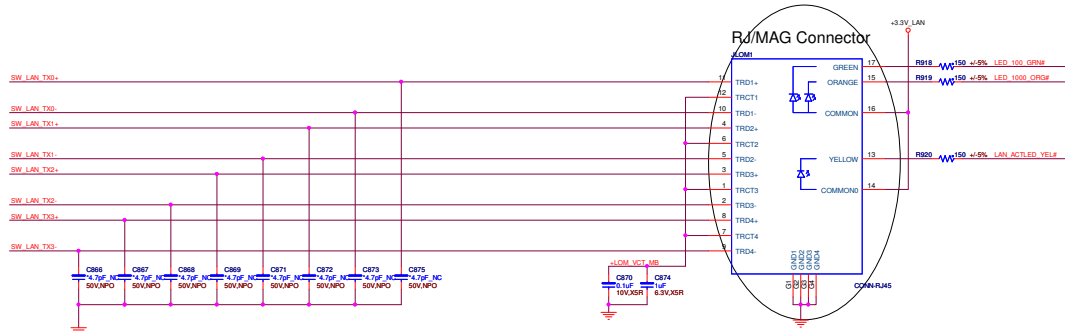 +3.3V_LAN
RJ/MAG Connector
JLOM1
SW_LAN_TX0+
11 TRD1+
GREEN 17 R918 150 +/-5% LED_100_GRN#
12 TRCT1
ORANGE 15 R919 150 +/-5% LED_1000_ORG#
SW_LAN_TX0-
10 TRD1-
COMMON 16
SW_LAN_TX1+
4 TRD2+
6 TRCT2
SW_LAN_TX1-
5 TRD2-
YELLOW 13 R920 150 +/-5% LAN_ACTLED_YEL#
SW_LAN_TX2+
3 TRD3+
1 TRCT3
COMMON0 14
SW_LAN_TX2-
2 TRD3-
SW_LAN_TX3+
8 TRD4+
7 TRCT4
SW_LAN_TX3-
9 TRD4-
+LOM_VCT_MB
C866 C867 C868 C869 C871 C872 C873 C875
*4.7pF_NC *4.7pF_NC *4.7pF_NC *4.7pF_NC *4.7pF_NC *4.7pF_NC *4.7pF_NC *4.7pF_NC
50V,NPO 50V,NPO 50V,NPO 50V,NPO 50V,NPO 50V,NPO 50V,NPO 50V,NPO
C870 C874
0.1uF 1uF
10V,X5R 6.3V,X5R
GND1 GND2 GND3 GND4
G1 G2 G3 G4
CONN-RJ45